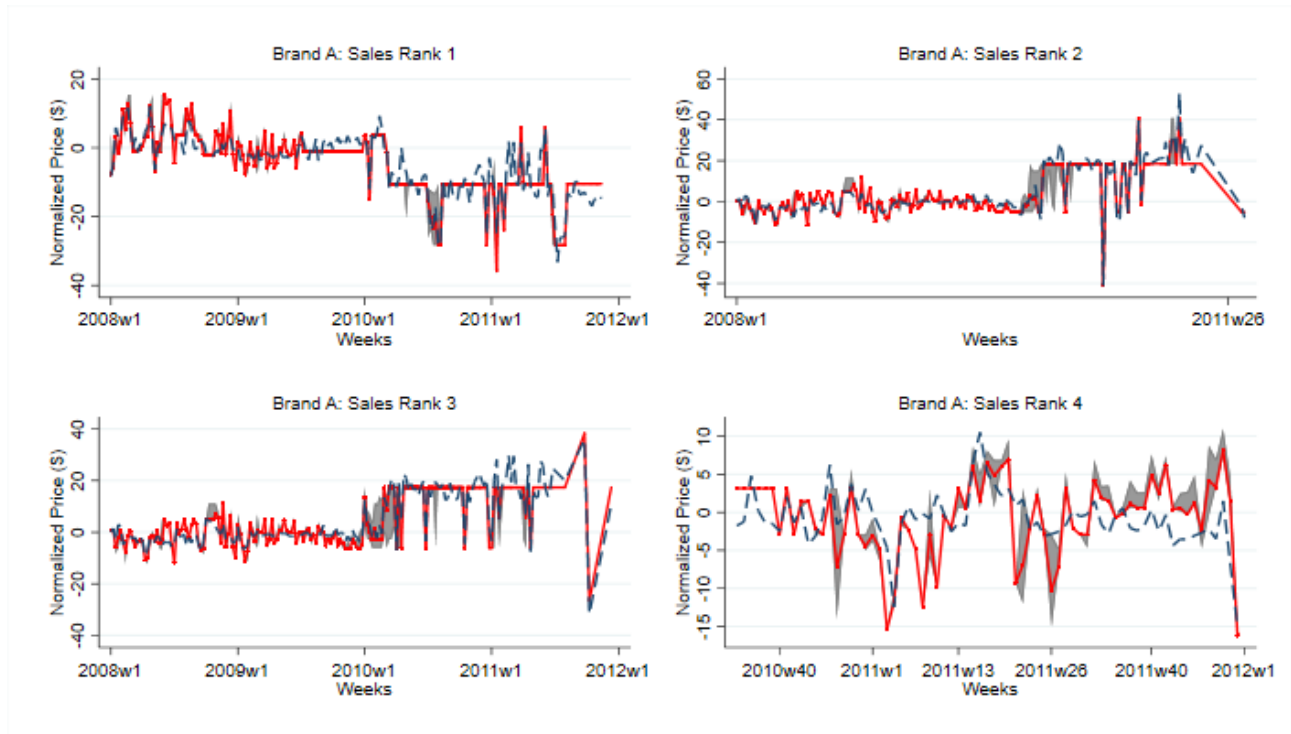 Brand A: Sales Rank 1
Normalized Price ($)
20
0
-20
-40
2008w1 2009w1 2010w1 2011w1 2012w1
Weeks
Brand A: Sales Rank 2
Normalized Price ($)
60
40
20
0
-20
-40
2008w1 2011w26
Weeks
Brand A: Sales Rank 3
Normalized Price ($)
40
20
0
-20
-40
2008w1 2009w1 2010w1 2011w1 2012w1
Weeks
Brand A: Sales Rank 4
Normalized Price ($)
10
5
0
-5
-10
-15
2010w40 2011w1 2011w13 2011w26 2011w40 2012w1
Weeks